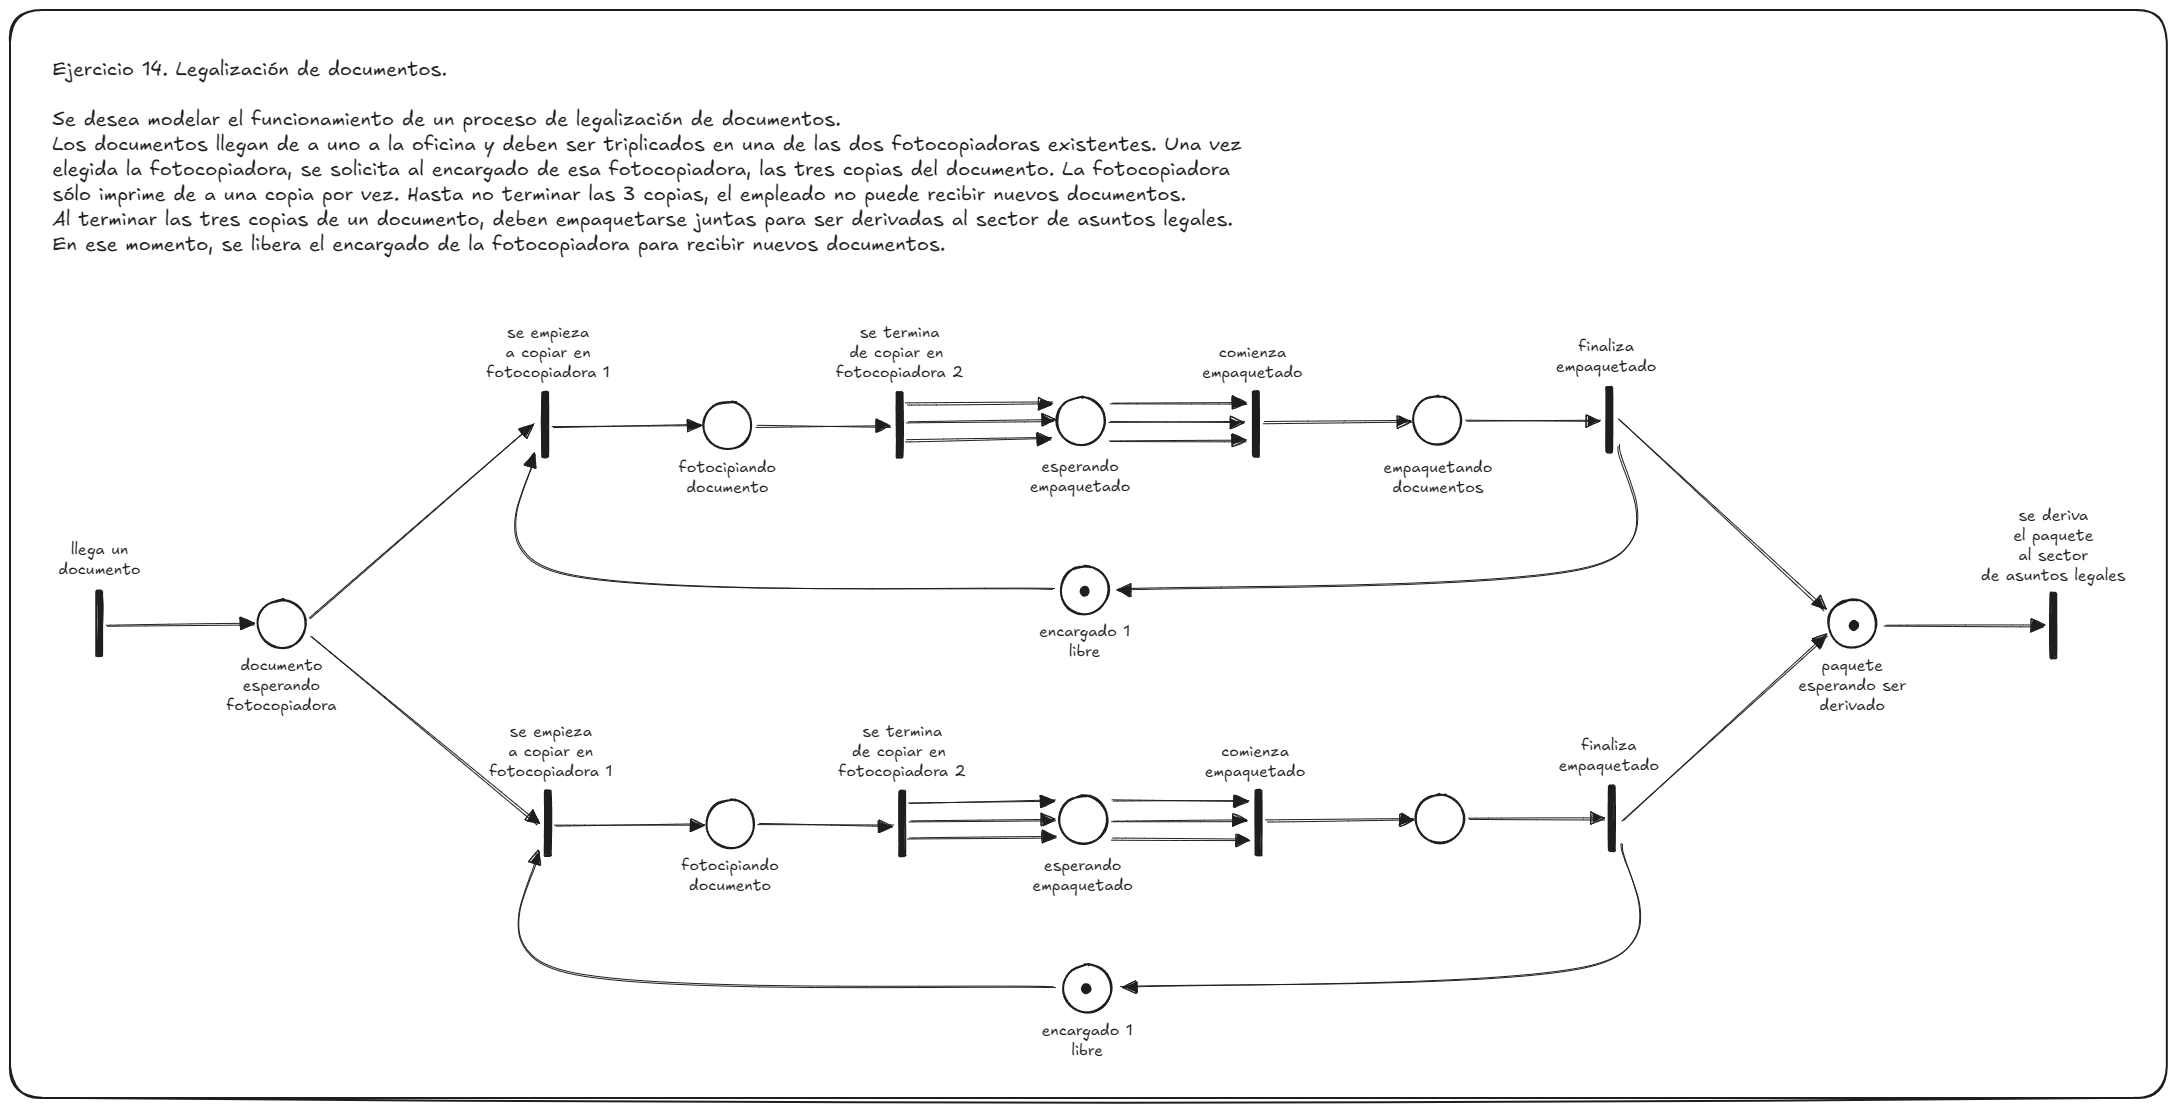 Ejercicio 14. Legalización de documentos.
Se desea modelar el funcionamiento de un proceso de legalización de documentos.
Los documentos llegan de a uno a la oficina y deben ser triplicados en una de las dos fotocopiadoras existentes. Una vez
elegida la fotocopiadora, se solicita al encargado de esa fotocopiadora, las tres copias del documento. La fotocopiadora
sólo imprime de a una copia por vez. Hasta no terminar las 3 copias, el empleado no puede recibir nuevos documentos.
Al terminar las tres copias de un documento, deben empaquetarse juntas para ser derivadas al sector de asuntos legales.
En ese momento, se libera el encargado de la fotocopiadora para recibir nuevos documentos.
se empieza
a copiar en
fotocopiadora 1
se termina
de copiar en
fotocopiadora 2
comienza
empaquetado
finaliza
empaquetado
fotocipiando
documento
esperando
empaquetado
empaquetando
documentos
llega un
documento
se deriva
el paquete
al sector
de asuntos legales
encargado 1
libre
documento
esperando
fotocopiadora
paquete
esperando ser
derivado
se empieza
a copiar en
fotocopiadora 1
se termina
de copiar en
fotocopiadora 2
comienza
empaquetado
finaliza
empaquetado
fotocipiando
documento
esperando
empaquetado
encargado 1
libre